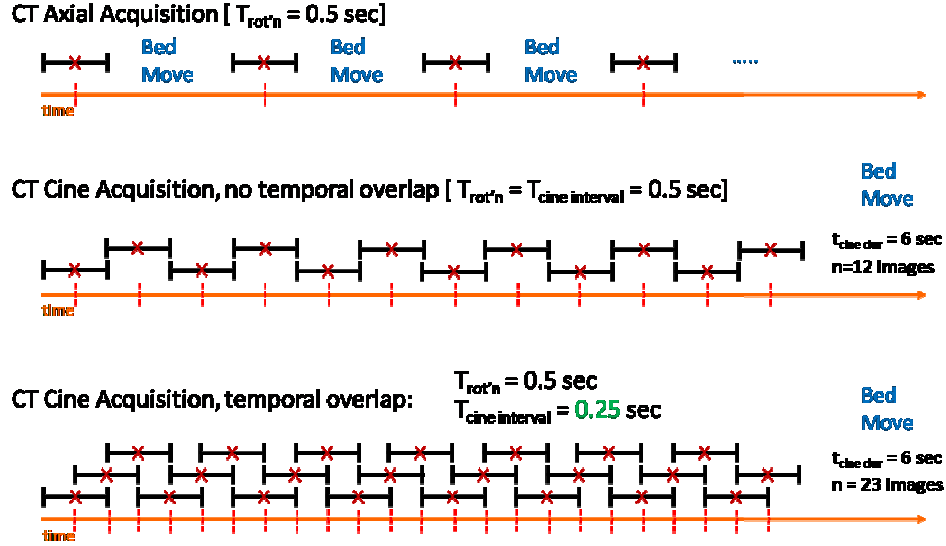 CT Axial Acquisition [ Trot'n = 0.5 sec]
Bed Move
Bed Move
Bed Move
.....
time
CT Cine Acquisition, no temporal overlap [ Trot'n = Tcine interval = 0.5 sec]
Bed Move
tcine dur = 6 sec
n=12 Images
time
Trot'n = 0.5 sec
CT Cine Acquisition, temporal overlap:
Tcine interval = 0.25 sec
Bed Move
tcine dur = 6 sec
n = 23 Images
time